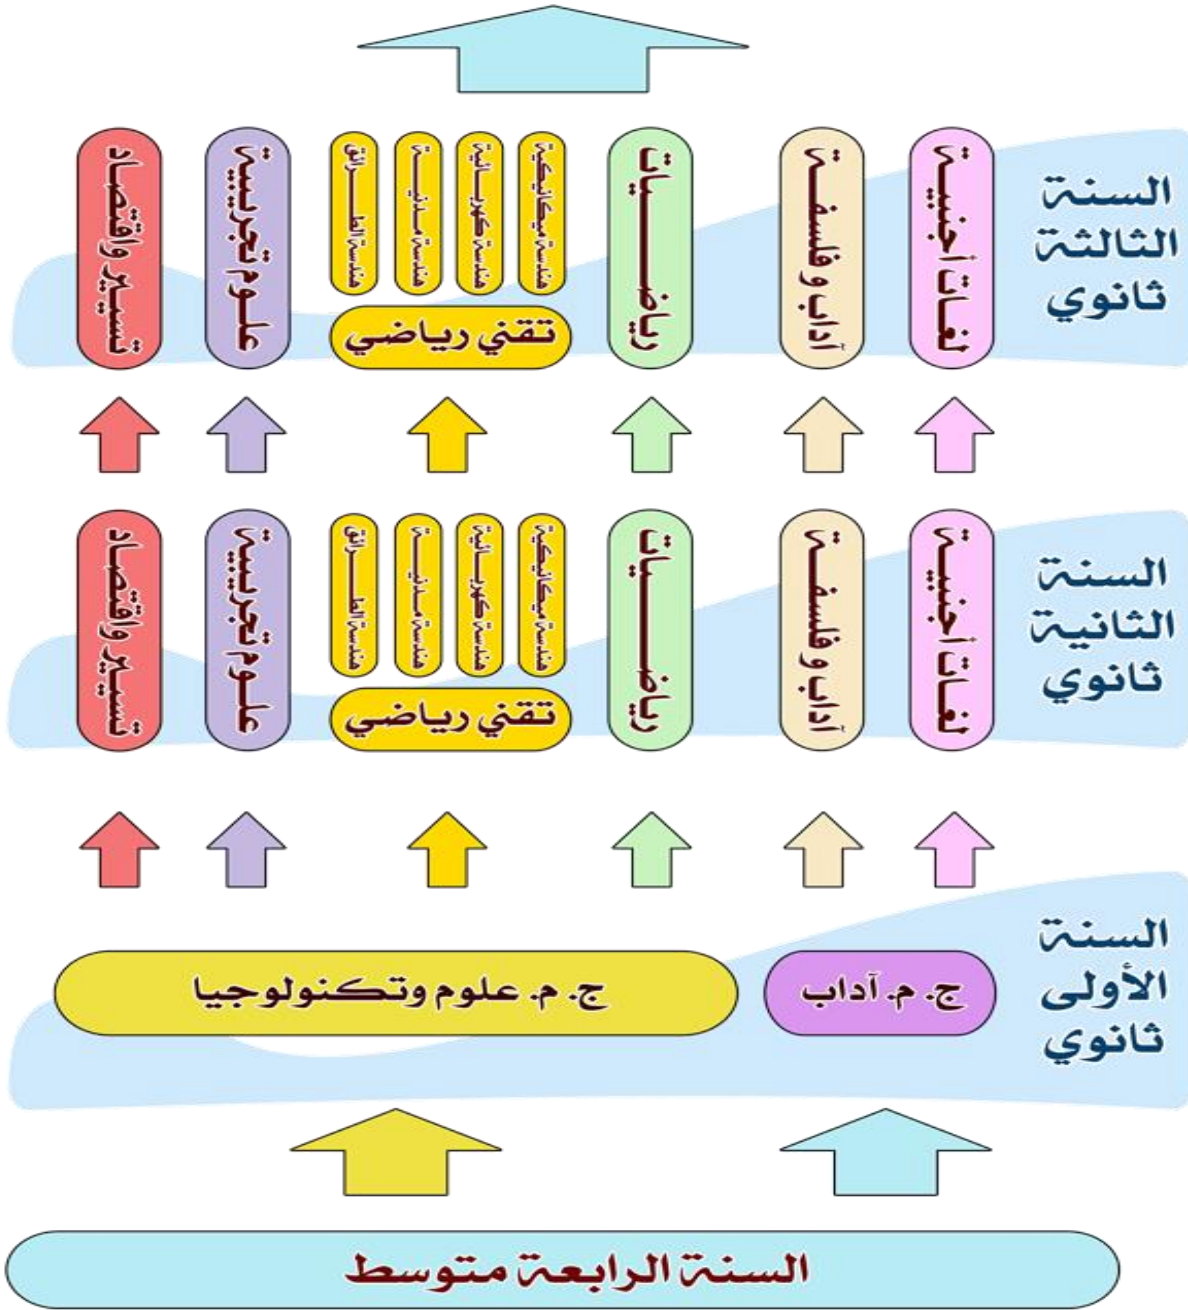 السنة
الثالثة
ثانوي
لغات أجنبية
آداب و فلسفة
رياضيات
هندسة ميكانيكية
هندسة كهربائية
هندسة مدنية
هندسة الطرائق
تقني رياضي
علوم تجريبية
تسيير واقتصاد
السنة
الثانية
ثانوي
لغات أجنبية
آداب و فلسفة
رياضيات
هندسة ميكانيكية
هندسة كهربائية
هندسة مدنية
هندسة الطرائق
تقني رياضي
علوم تجريبية
تسيير واقتصاد
السنة
الأولى
ثانوي
ج. م. آداب
ج. م. علوم وتكنولوجيا
السنة الرابعة متوسط